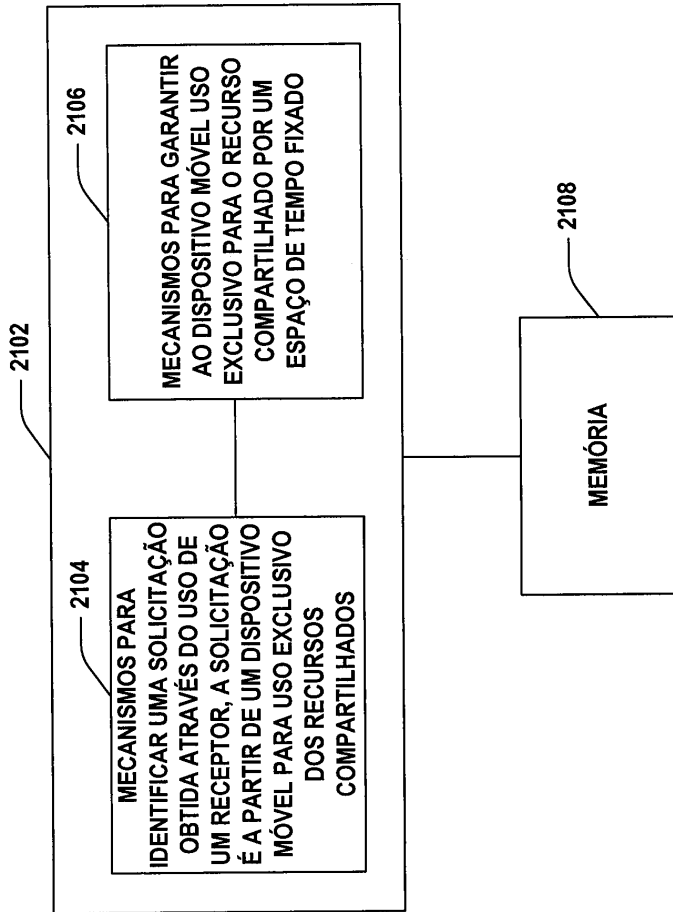 2102
2104
MECANISMOS PARA
IDENTIFICAR UMA SOLICITAÇÃO
OBTIDA ATRAVÉS DO USO DE
UM RECEPTOR, A SOLICITAÇÃO
É A PARTIR DE UM DISPOSITIVO
MÓVEL PARA USO EXCLUSIVO
DOS RECURSOS
COMPARTILHADOS
2106
MECANISMOS PARA GARANTIR
AO DISPOSITIVO MÓVEL USO
EXCLUSIVO PARA O RECURSO
COMPARTILHADO POR UM
ESPAÇO DE TEMPO FIXADO
2108
MEMÓRIA